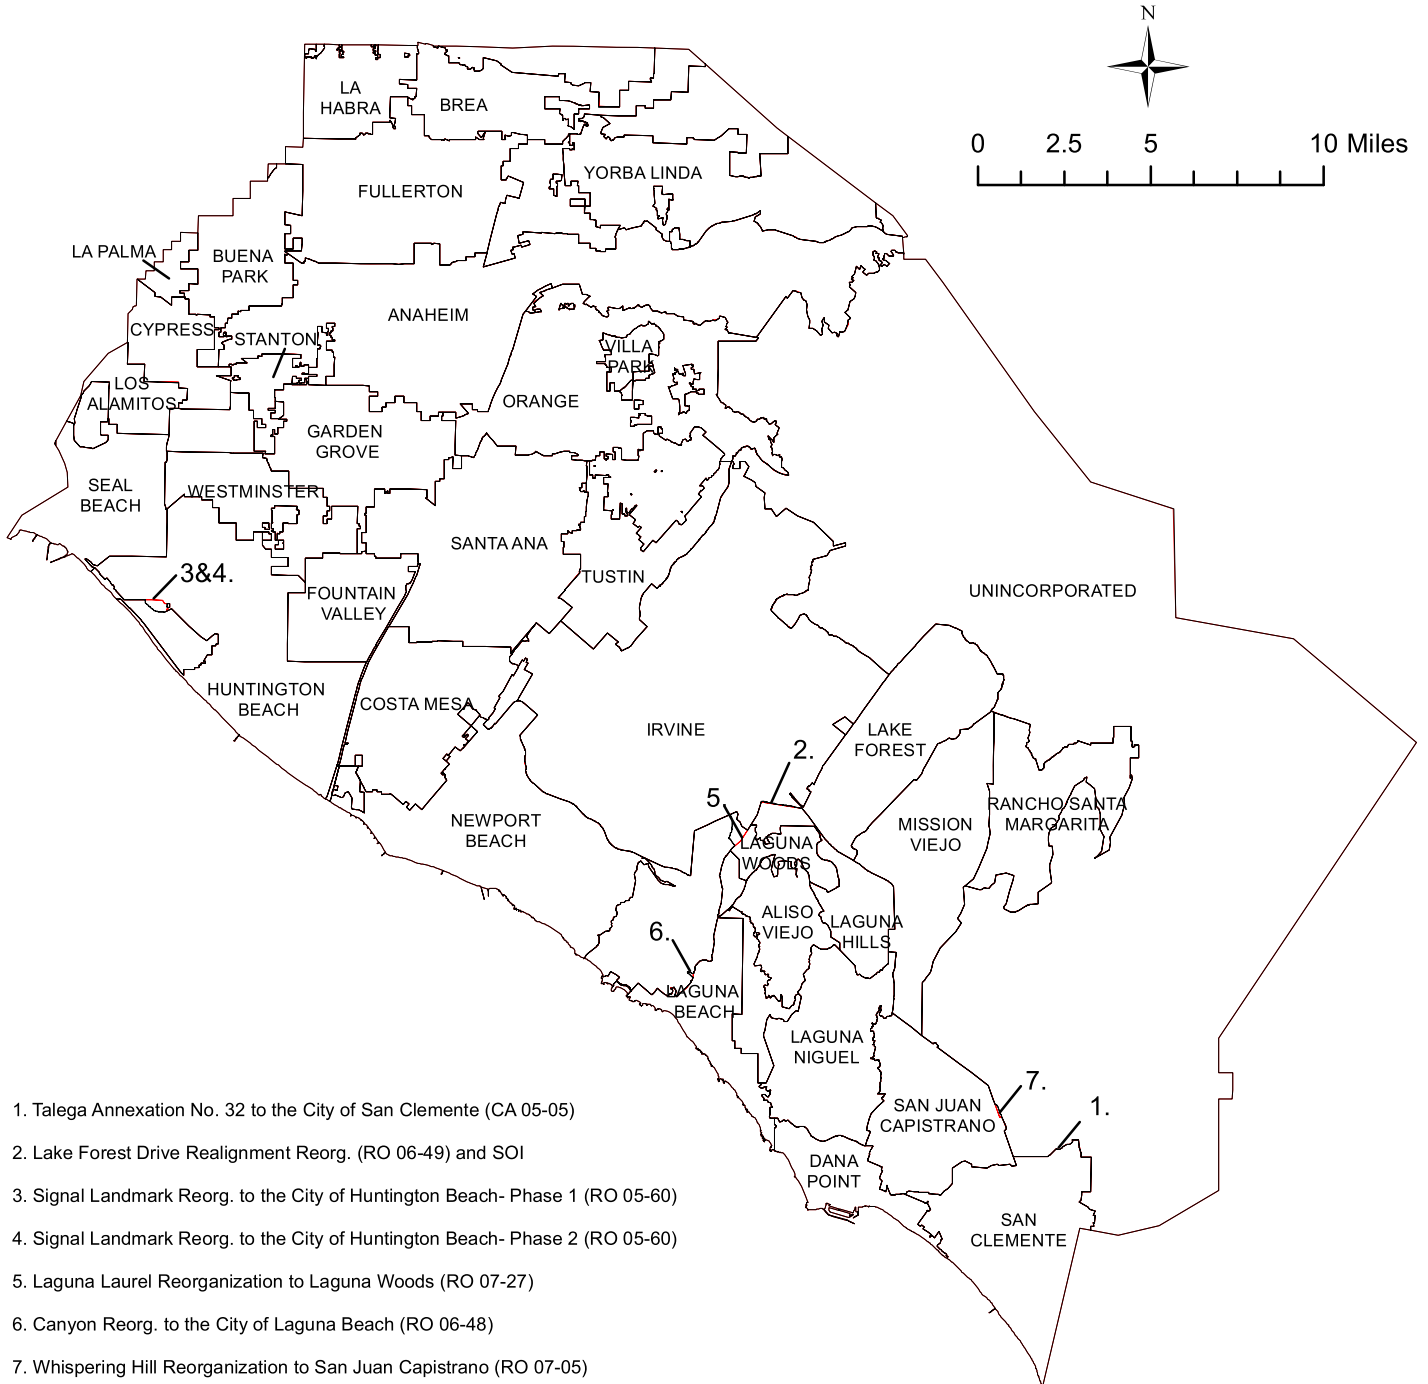 N
0 2.5 5 10 Miles
LA
HABRA
BREA
YORBA LINDA
FULLERTON
LA PALMA
BUENA
PARK
ANAHEIM
CYPRESS
STANTON
VILLA
PARK
LOS
ALAMITOS
ORANGE
GARDEN
GROVE
SEAL
BEACH
WESTMINSTER
SANTA ANA
3&4.
TUSTIN
FOUNTAIN
VALLEY
UNINCORPORATED
HUNTINGTON
BEACH
COSTA MESA
IRVINE
LAKE
FOREST
2.
5.
NEWPORT
BEACH
LAGUNA
WOODS
MISSION
VIEJO
RANCHO SANTA
MARGARITA
ALISO
VIEJO
LAGUNA
HILLS
6.
LAGUNA
BEACH
LAGUNA
NIGUEL
7.
SAN JUAN
CAPISTRANO
1.
DANA
POINT
SAN
CLEMENTE
1. Talega Annexation No. 32 to the City of San Clemente (CA 05-05)
2. Lake Forest Drive Realignment Reorg. (RO 06-49) and SOI
3. Signal Landmark Reorg. to the City of Huntington Beach- Phase 1 (RO 05-60)
4. Signal Landmark Reorg. to the City of Huntington Beach- Phase 2 (RO 05-60)
5. Laguna Laurel Reorganization to Laguna Woods (RO 07-27)
6. Canyon Reorg. to the City of Laguna Beach (RO 06-48)
7. Whispering Hill Reorganization to San Juan Capistrano (RO 07-05)